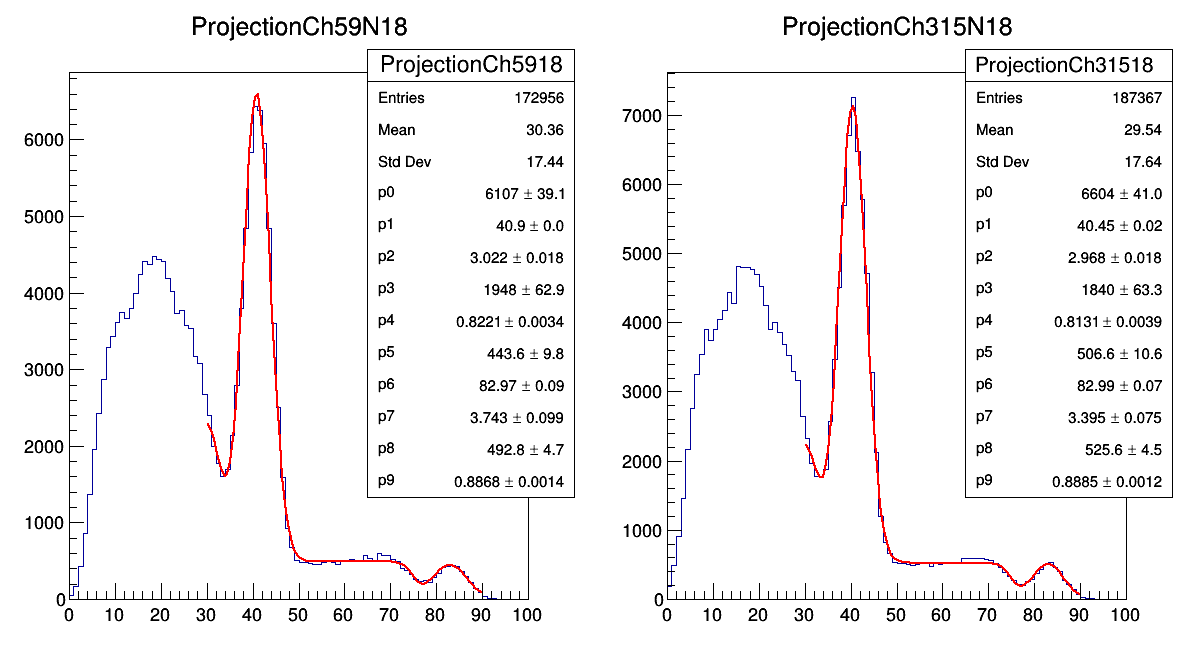 ProjectionCh59N18
ProjectionCh5918
Entries 172956
Mean 30.36
Std Dev 17.44
p0 6107 ± 39.1
p1 40.9 ± 0.0
p2 3.022 ± 0.018
p3 1948 ± 62.9
p4 0.8221 ± 0.0034
p5 443.6 ± 9.8
p6 82.97 ± 0.09
p7 3.743 ± 0.099
p8 492.8 ± 4.7
p9 0.8868 ± 0.0014
6000
5000
4000
3000
2000
1000
0
0 10 20 30 40 50 60 70 80 90 100
ProjectionCh315N18
ProjectionCh31518
Entries 187367
Mean 29.54
Std Dev 17.64
p0 6604 ± 41.0
p1 40.45 ± 0.02
p2 2.968 ± 0.018
p3 1840 ± 63.3
p4 0.8131 ± 0.0039
p5 506.6 ± 10.6
p6 82.99 ± 0.07
p7 3.395 ± 0.075
p8 525.6 ± 4.5
p9 0.8885 ± 0.0012
7000
6000
5000
4000
3000
2000
1000
0
0 10 20 30 40 50 60 70 80 90 100